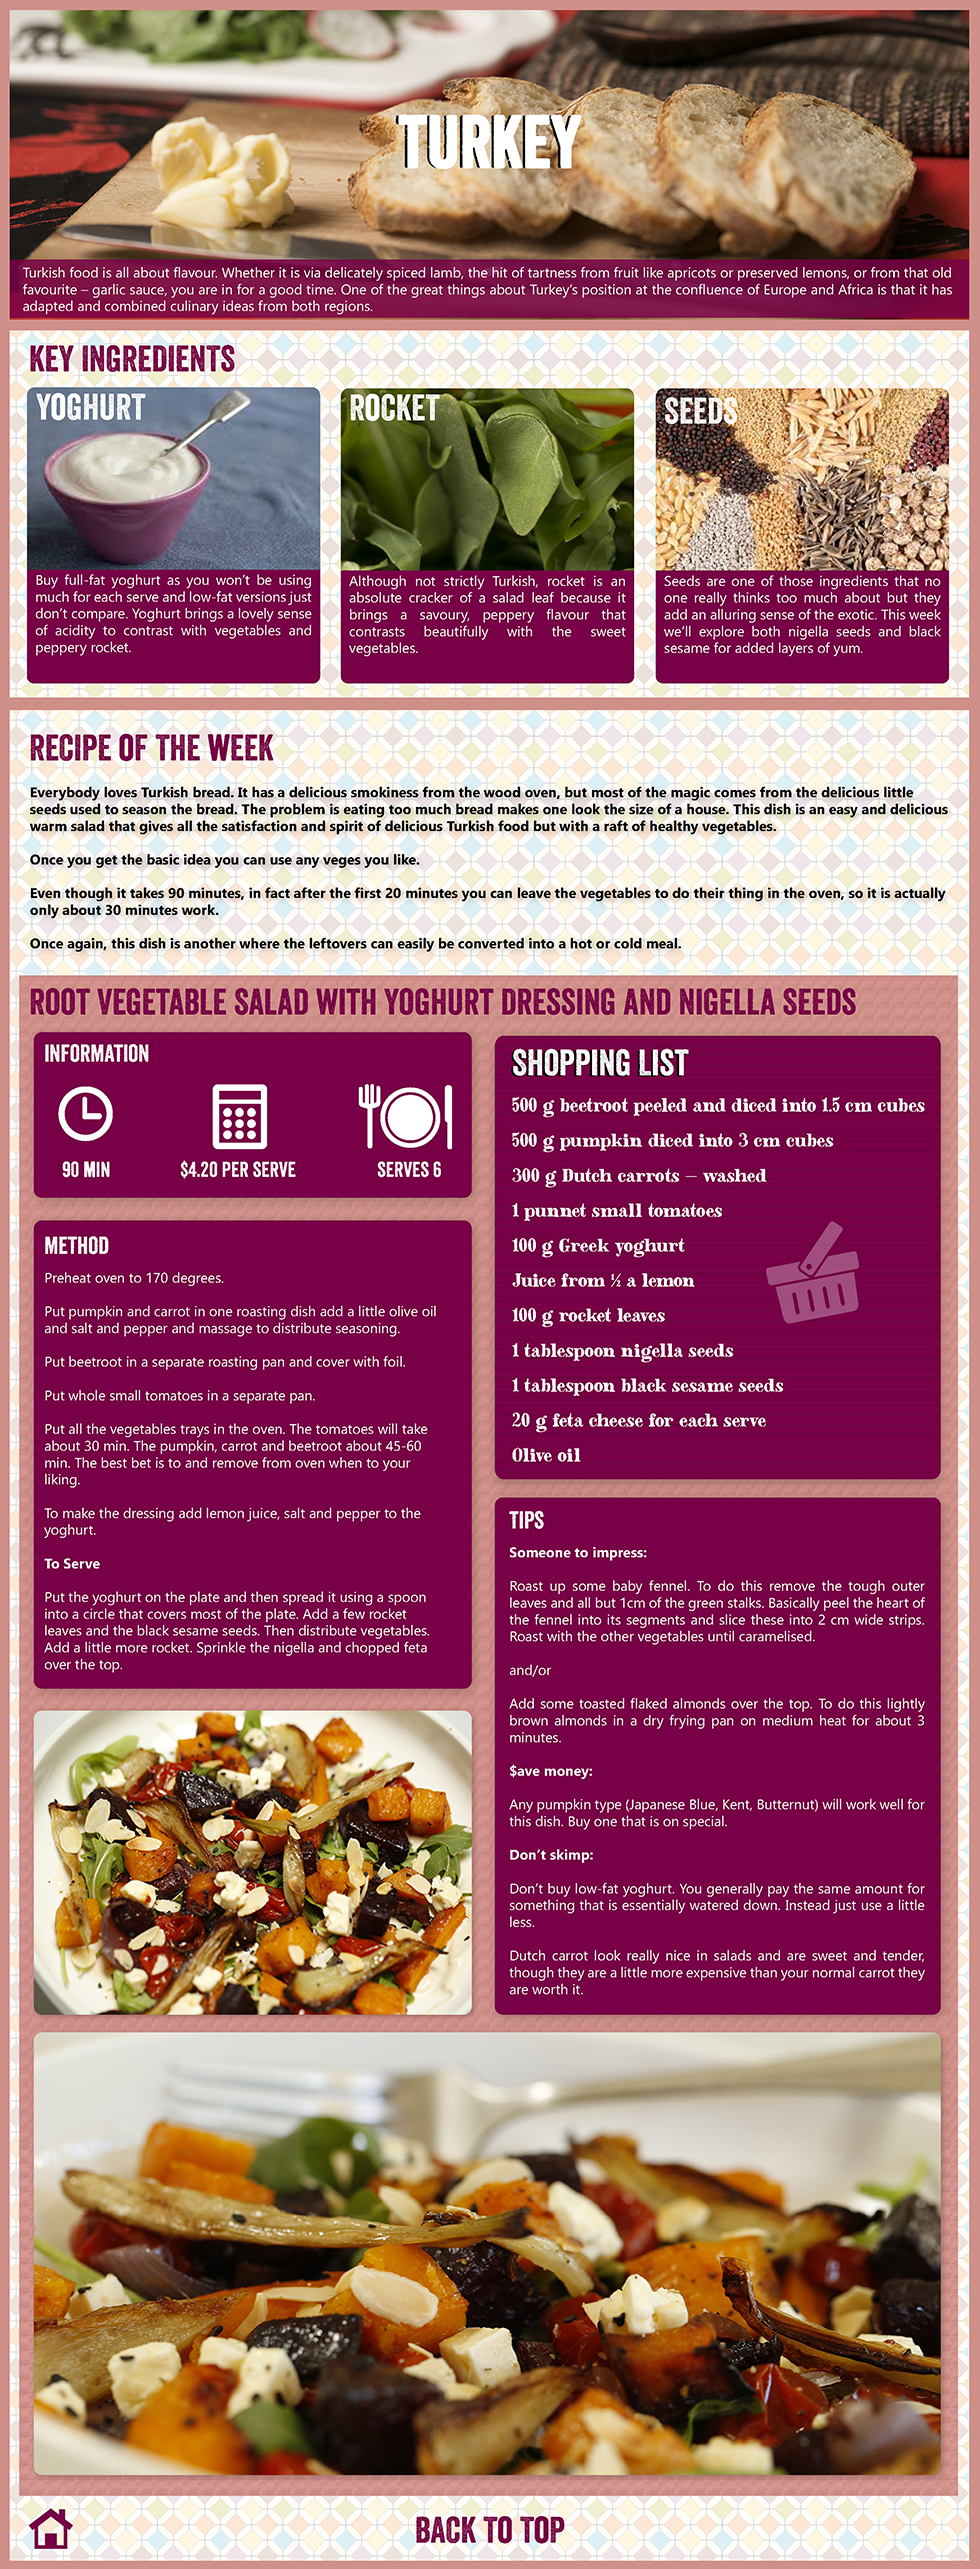 TURKEY
Turkish food is all about flavour. Whether it is via delicately spiced lamb, the hit of tartness from fruit like apricots or preserved lemons, or from that old
favourite – garlic sauce, you are in for a good time. One of the great things about Turkey's position at the confluence of Europe and Africa is that it has
adapted and combined culinary ideas from both regions.
KEY INGREDIENTS
YOGHURT
Buy full-fat yoghurt as you won't be using
much for each serve and low-fat versions just
don't compare. Yoghurt brings a lovely sense
of acidity to contrast with vegetables and
peppery rocket.
ROCKET
Although not strictly Turkish, rocket is an
absolute cracker of a salad leaf because it
brings a savoury, peppery flavour that
contrasts beautifully with the sweet
vegetables.
SEEDS
Seeds are one of those ingredients that no
one really thinks too much about but they
add an alluring sense of the exotic. This week
we'll explore both nigella seeds and black
sesame for added layers of yum.
RECIPE OF THE WEEK
Everybody loves Turkish bread. It has a delicious smokiness from the wood oven, but most of the magic comes from the delicious little
seeds used to season the bread. The problem is eating too much bread makes one look the size of a house. This dish is an easy and delicious
warm salad that gives all the satisfaction and spirit of delicious Turkish food but with a raft of healthy vegetables.
Once you get the basic idea you can use any veges you like.
Even though it takes 90 minutes, in fact after the first 20 minutes you can leave the vegetables to do their thing in the oven, so it is actually
only about 30 minutes work.
Once again, this dish is another where the leftovers can easily be converted into a hot or cold meal.
ROOT VEGETABLE SALAD WITH YOGHURT DRESSING AND NIGELLA SEEDS
INFORMATION
90 MIN
$4.20 PER SERVE
SERVES 6
METHOD
Preheat oven to 170 degrees.
Put pumpkin and carrot in one roasting dish add a little olive oil
and salt and pepper and massage to distribute seasoning.
Put beetroot in a separate roasting pan and cover with foil.
Put whole small tomatoes in a separate pan.
Put all the vegetables trays in the oven. The tomatoes will take
about 30 min. The pumpkin, carrot and beetroot about 45-60
min. The best bet is to and remove from oven when to your
liking.
To make the dressing add lemon juice, salt and pepper to the
yoghurt.
To Serve
Put the yoghurt on the plate and then spread it using a spoon
into a circle that covers most of the plate. Add a few rocket
leaves and the black sesame seeds. Then distribute vegetables.
Add a little more rocket. Sprinkle the nigella and chopped feta
over the top.
SHOPPING LIST
500 g beetroot peeled and diced into 1.5 cm cubes
500 g pumpkin diced into 3 cm cubes
300 g Dutch carrots – washed
1 punnet small tomatoes
100 g Greek yoghurt
Juice from ½ a lemon
100 g rocket leaves
1 tablespoon nigella seeds
1 tablespoon black sesame seeds
20 g feta cheese for each serve
Olive oil
TIPS
Someone to impress:
Roast up some baby fennel. To do this remove the tough outer
leaves and all but 1cm of the green stalks. Basically peel the heart of
the fennel into its segments and slice these into 2 cm wide strips.
Roast with the other vegetables until caramelised.
and/or
Add some toasted flaked almonds over the top. To do this lightly
brown almonds in a dry frying pan on medium heat for about 3
minutes.
$ave money:
Any pumpkin type (Japanese Blue, Kent, Butternut) will work well for
this dish. Buy one that is on special.
Don't skimp:
Don't buy low-fat yoghurt. You generally pay the same amount for
something that is essentially watered down. Instead just use a little
less.
Dutch carrot look really nice in salads and are sweet and tender,
though they are a little more expensive than your normal carrot they
are worth it.
BACK TO TOP